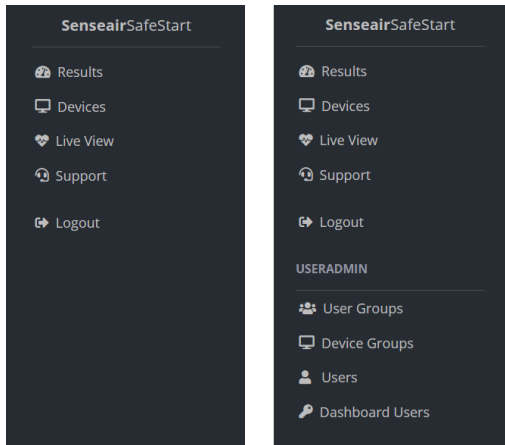 SenseairSafeStart
Results
Devices
Live View
Support
Logout
SenseairSafeStart
Results
Devices
Live View
Support
Logout
USERADMIN
User Groups
Device Groups
Users
Dashboard Users